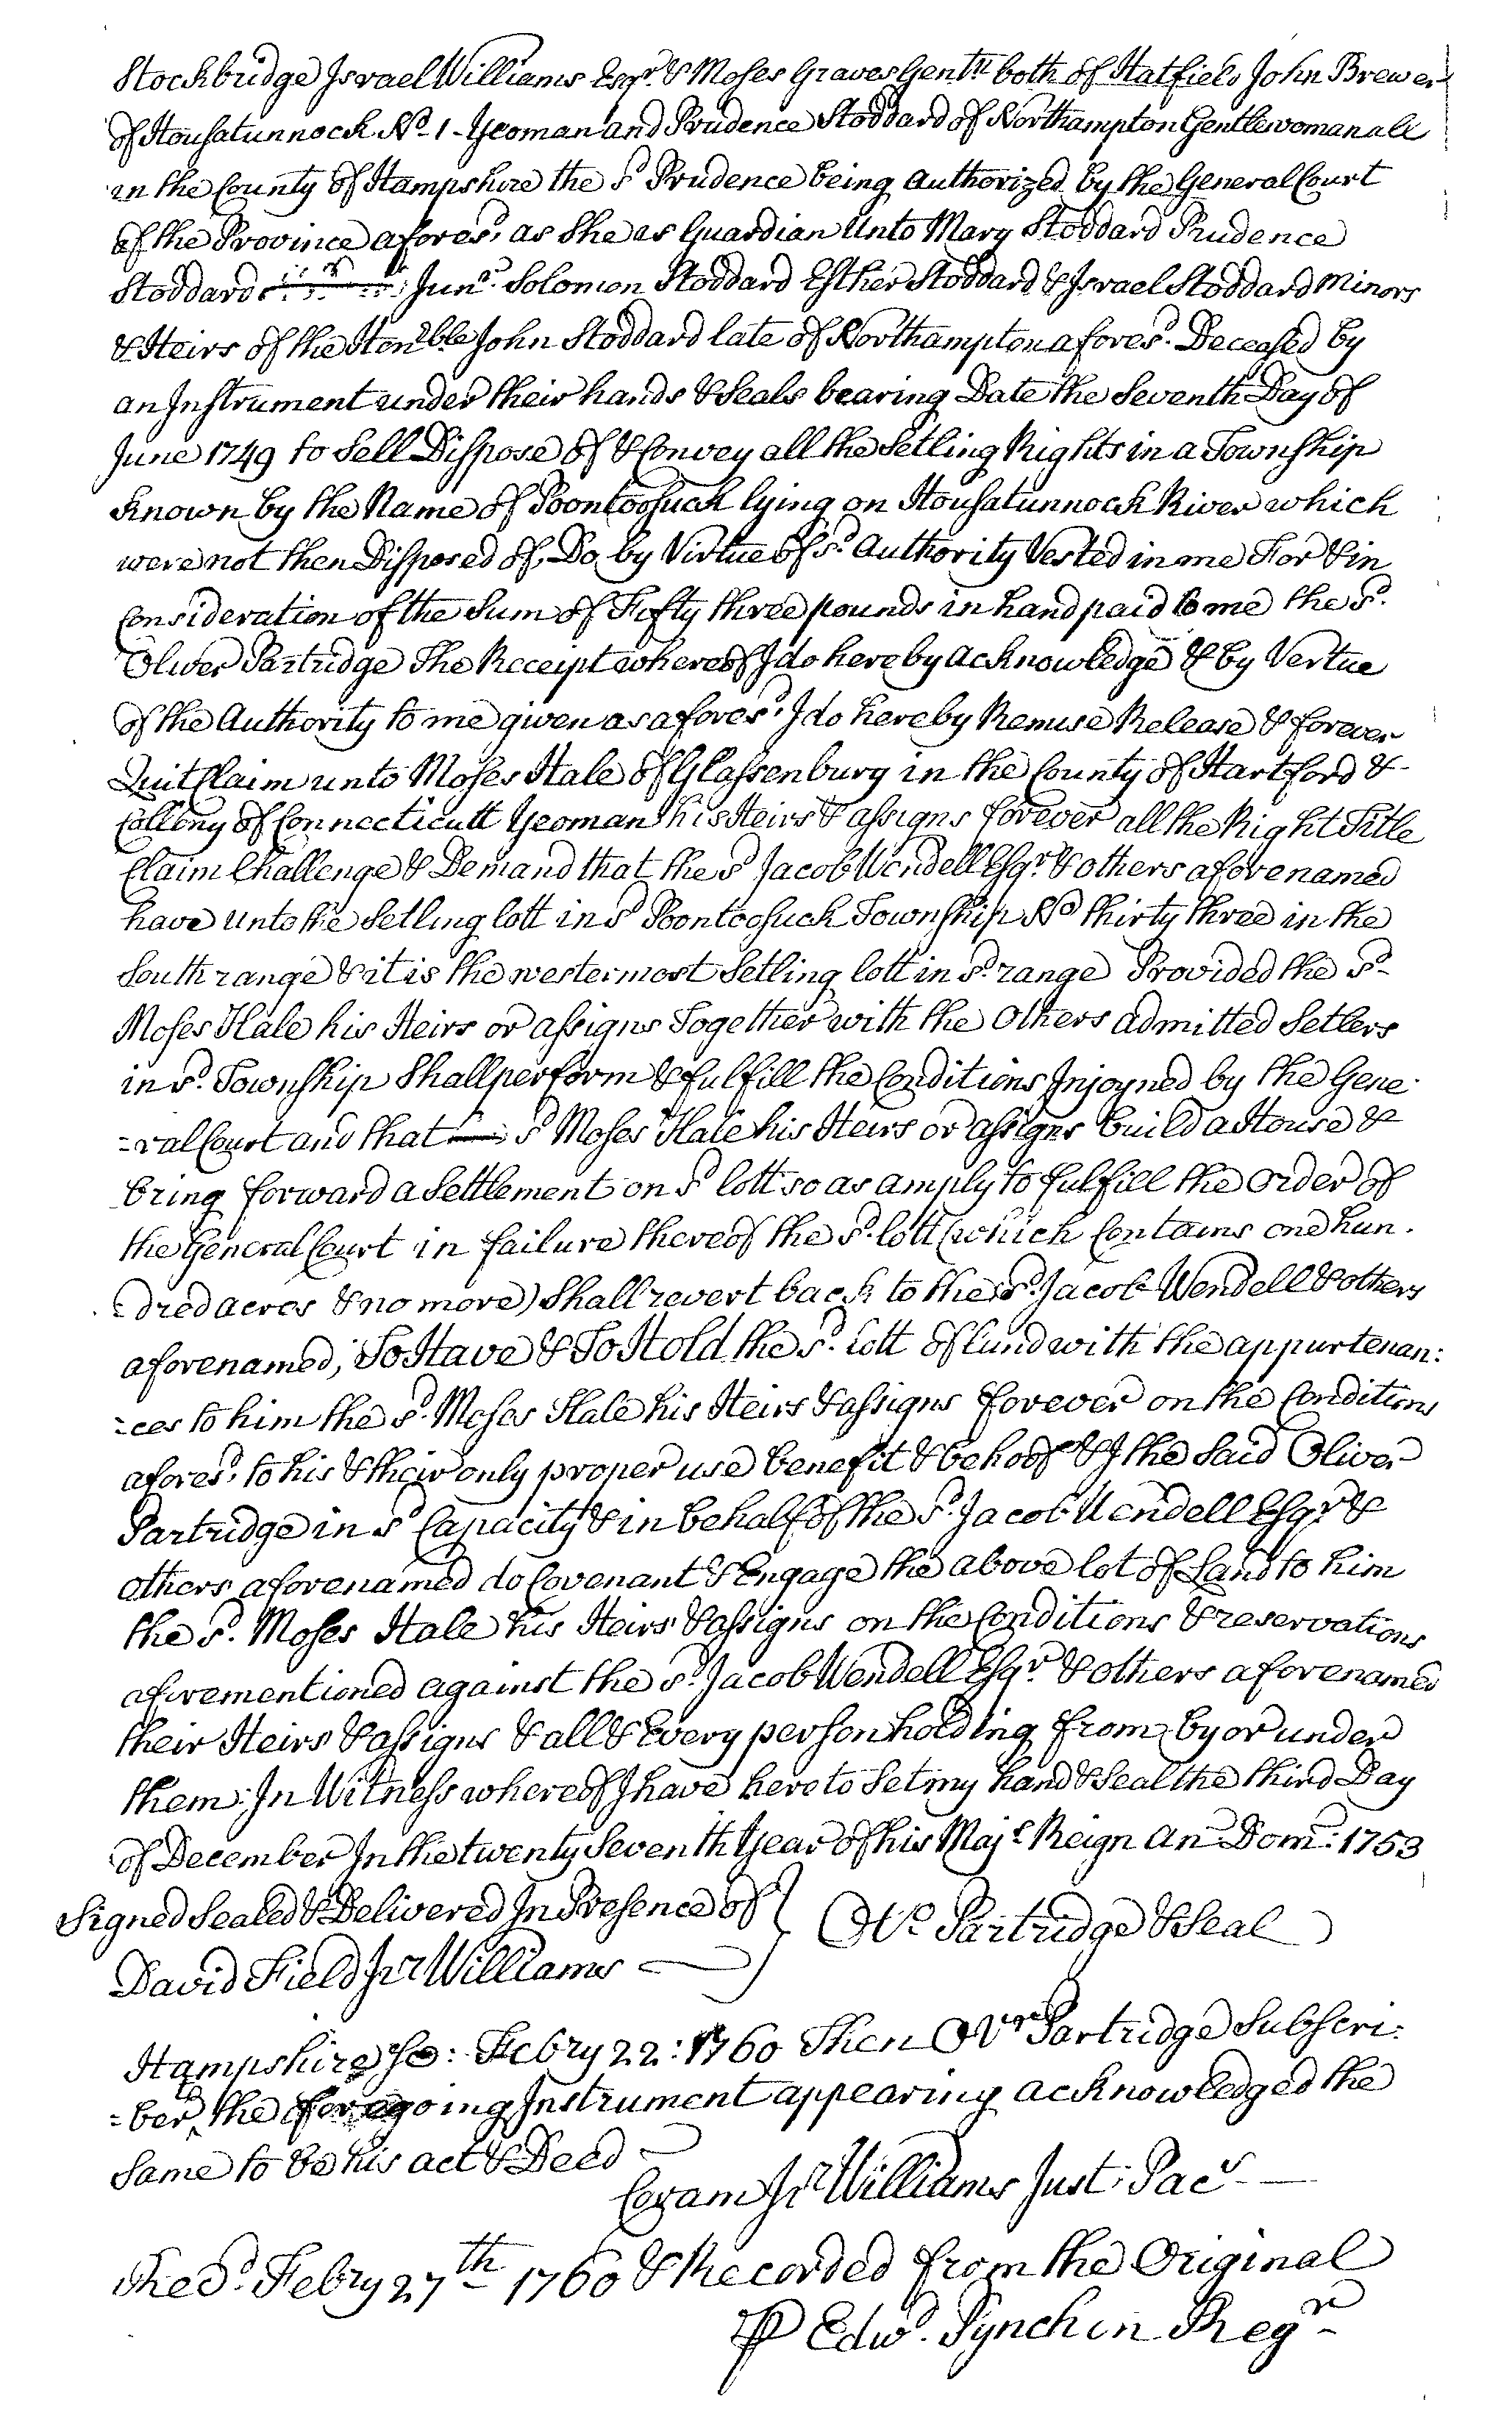 Stockbridge Israel Williams Esqr. & Moses Graves Gentn. both of Hatfield John Brewer
of Housatunnock No. 1 - Yeoman and Prudence Stoddard of Northampton Gentlewoman all
in the County of Hampshire the sd. Prudence being authorized by the General Court
of the Province aforesd. as she is Guardian Unto Mary Stoddard Prudence
Stoddard Junr. Solomon Stoddard Esther Stoddard & Israel Stoddard minors
& Heirs of the Honble John Stoddard late of Northampton aforesd. Deceased by
an Instrument under their hands & seals bearing Date the Seventh Day of
June 1749 to Sell Dispose of & Convey all the Setling Rights in a Township
known by the Name of Poontoosuck lying on Housatunnock River which
were not then Disposed of, Do by Virtue of sd. Authority Vested in me For & in
Consideration of the Sum of Fifty three pounds in hand paid to me the sd.
Oliver Partridge The Receipt whereof I do hereby acknowledge & by Vertue
of the Authority to me given as aforesd. I do hereby Remise Release & forever
Quit Claim unto Moses Hale of Glassenburg in the County of Hartford &
Collony of Connecticutt Yeoman his Heirs & assigns forever all the Right Title
Claim Challenge & Demand that the sd Jacob Wendell Esqr. & others aforenamed
have unto the Setling lott in sd Poontoosuck Township No thirty three in the
South range & it is the westermost Setling lott in sd. range Provided the sd-
Moses Hale his Heirs or assigns Together with the Others admitted Setlers
in sd. Township Shall perform & fulfill the Conditions Injoyned by the Gene
=ral Court and that sd Moses Hale his Heirs or assigns build a House &
bring forward a Settlement on sd lott so as amply to fulfill the Order of
the General Court in failure thereof the sd. lott (which Contains one hun
=dred acres & no more) Shall revert back to the sd. Jacob Wendell & others
aforenamed, To Have & To Hold the sd. lott of land with the appurtenan:
=ces to him the sd. Moses Hale his Heirs & assigns forever on the Conditions
aforesd. to his & their only proper use benefit & behoof & I the Said Oliver
Partridge in sd Capacity & in behalf of the sd. Jacob Wendell Esqr. &
others aforenamed do Covenant & Engage the above lot of Land to him
the sd. Moses Hale his Heirs & assigns on the Conditions & reservations
aforementioned against the sd. Jacob Wendell Esqr. & others aforenamed
their Heirs & assigns & all & Every person holding from by or under
them: In Witness whereof I have hereto Set my hand & Seal the third Day
of December In the twenty Seventh Year of his Majs. Reign An Dom: 1753
Signed Sealed & Delivered In Presence of } Olr. Partridge & Seal
David Field Isr Williams
Hampshire Ss: Febry 22: 1760 Then Olvr Partridge Subscri:
=ber to the foregoing Instrument appearing acknowledged the
Same to be his act & Deed
Coram Isr Williams Just: Pacs.
Recd. Febry 27th 1760 & Recorded from the Original
P Edwd. Pynchin Regr